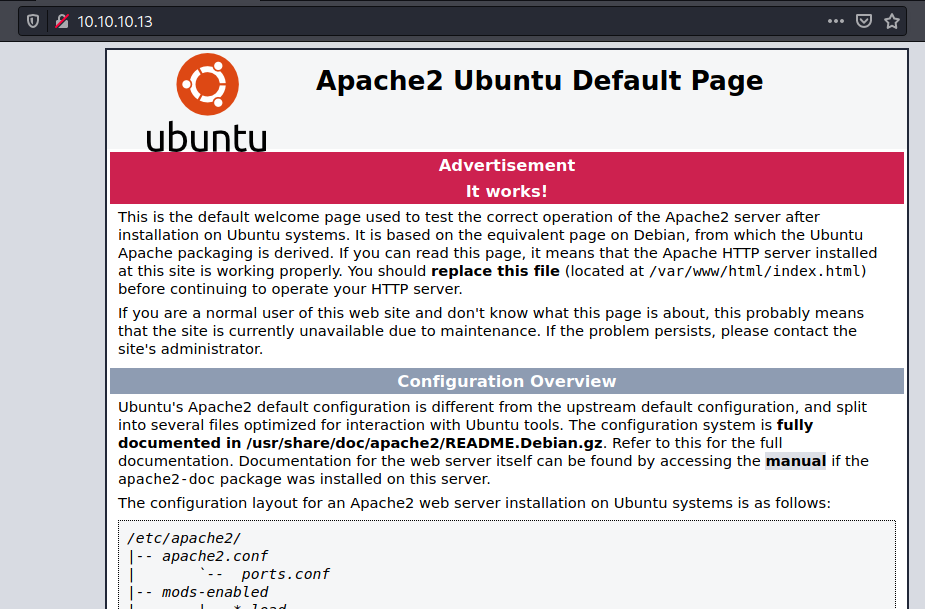 10.10.10.13
ubuntu
Apache2 Ubuntu Default Page
Advertisement
It works!
This is the default welcome page used to test the correct operation of the Apache2 server after
installation on Ubuntu systems. It is based on the equivalent page on Debian, from which the Ubuntu
Apache packaging is derived. If you can read this page, it means that the Apache HTTP server installed
at this site is working properly. You should replace this file (located at /var/www/html/index.html)
before continuing to operate your HTTP server.
If you are a normal user of this web site and don't know what this page is about, this probably means
that the site is currently unavailable due to maintenance. If the problem persists, please contact the
site's administrator.
Configuration Overview
Ubuntu's Apache2 default configuration is different from the upstream default configuration, and split
into several files optimized for interaction with Ubuntu tools. The configuration system is fully
documented in /usr/share/doc/apache2/README.Debian.gz. Refer to this for the full
documentation. Documentation for the web server itself can be found by accessing the manual if the
apache2-doc package was installed on this server.
The configuration layout for an Apache2 web server installation on Ubuntu systems is as follows:
/etc/apache2/
|-- apache2.conf
|       `--  ports.conf
|-- mods-enabled
|       |-- *.load